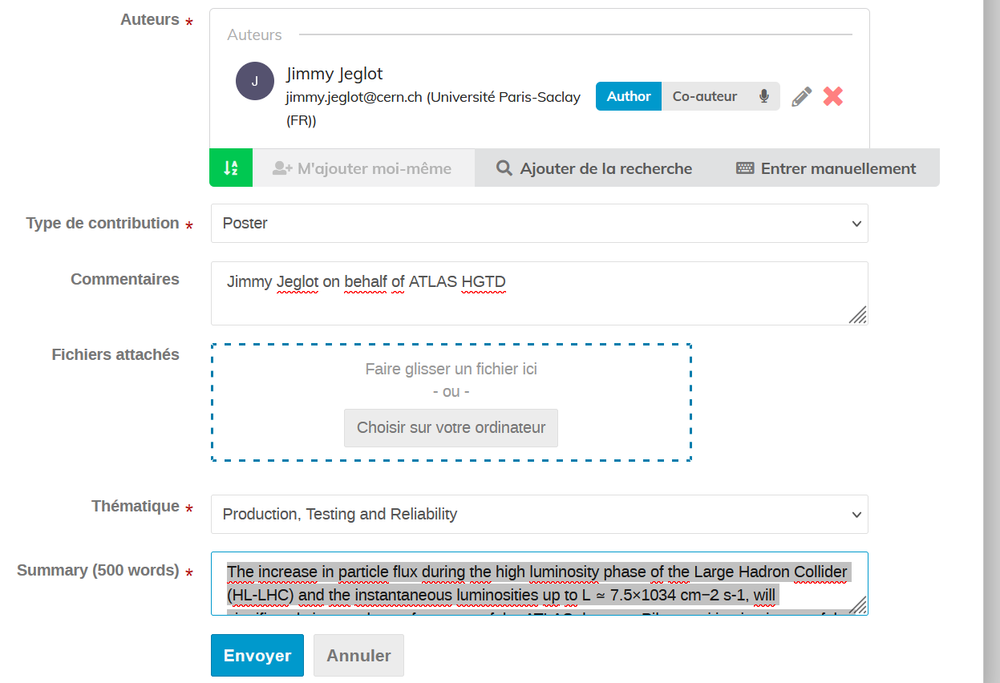 Auteurs *
Auteurs
J
Jimmy Jeglot
jimmy.jeglot@cern.ch (Université Paris-Saclay
(FR))
Author Co-auteur
M'ajouter moi-même Ajouter de la recherche Entrer manuellement
Type de contribution * Poster
Commentaires Jimmy Jeglot on behalf of ATLAS HGTD
Fichiers attachés
Faire glisser un fichier ici
- ou -
Choisir sur votre ordinateur
Thématique * Production, Testing and Reliability
Summary (500 words) * The increase in particle flux during the high luminosity phase of the Large Hadron Collider
(HL-LHC) and the instantaneous luminosities up to L ≃ 7.5×1034 cm−2 s-1, will
Envoyer Annuler